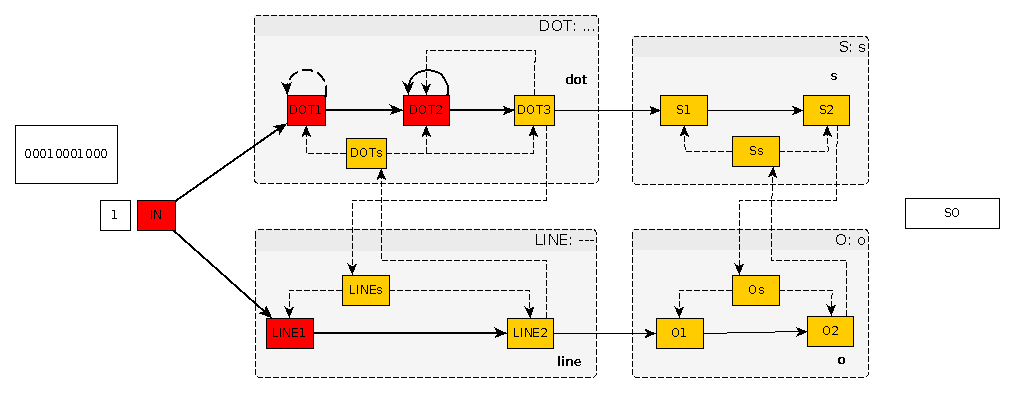 DOT: ...
S: s
dot
s
DOT1
DOT2
DOT3
S1
S2
DOTs
Ss
00010001000
1
IN
SO
LINE: ---
O: o
LINEs
Os
LINE1
LINE2
O1
O2
line
o